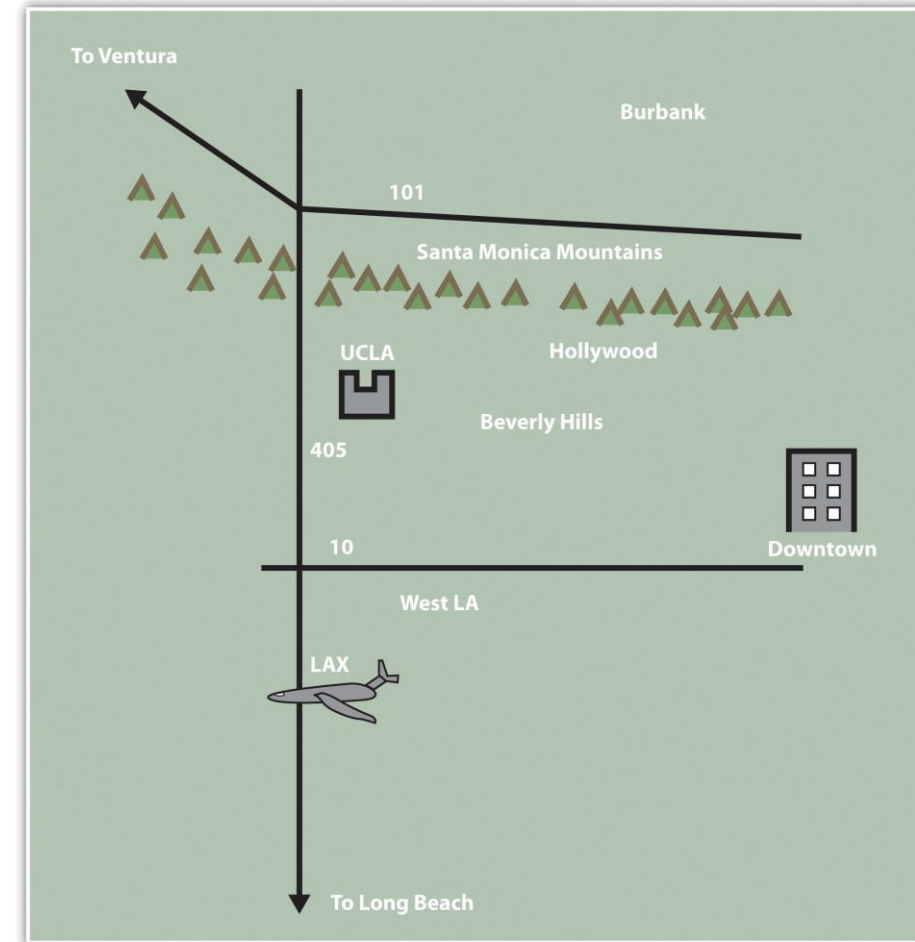 To Ventura
Burbank
101
Santa Monica Mountains
UCLA
Hollywood
Beverly Hills
405
10
Downtown
West LA
LAX
To Long Beach